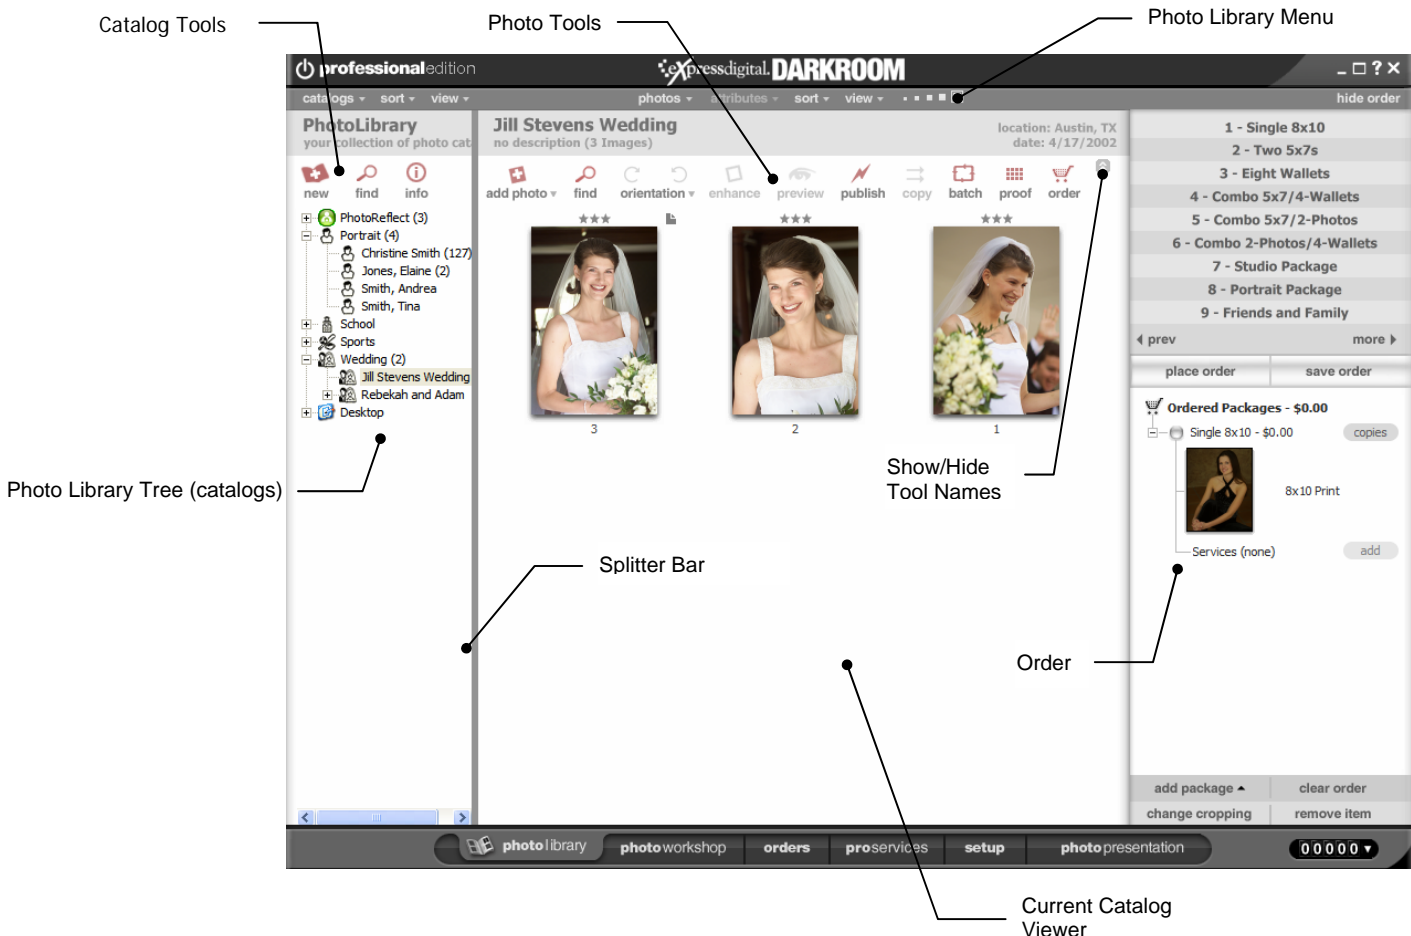 Catalog Tools
Photo Tools
Photo Library Menu
professionaledition
expressdigital. DARKROOM
catalogs sort view
photos attributes sort view
hide order
PhotoLibrary
your collection of photo cat
Jill Stevens Wedding
no description (3 Images)
location: Austin, TX
date: 4/17/2002
new find info
add photo find orientation enhance preview publish copy batch proof order
PhotoReflect (3)
Portrait (4)
Christine Smith (127)
Jones, Elaine (2)
Smith, Andrea
Smith, Tina
School
Sports
Wedding (2)
Jill Stevens Wedding
Rebekah and Adam
Desktop
3
2
1
1 - Single 8x10
2 - Two 5x7s
3 - Eight Wallets
4 - Combo 5x7/4-Wallets
5 - Combo 5x7/2-Photos
6 - Combo 2-Photos/4-Wallets
7 - Studio Package
8 - Portrait Package
9 - Friends and Family
prev more
place order save order
Ordered Packages - $0.00
Single 8x10 - $0.00 copies
8x10 Print
Services (none) add
Show/Hide
Tool Names
Photo Library Tree (catalogs)
Splitter Bar
Order
add package clear order
change cropping remove item
photolibrary photoworkshop orders proservices setup photopresentation
00000
Current Catalog
Viewer